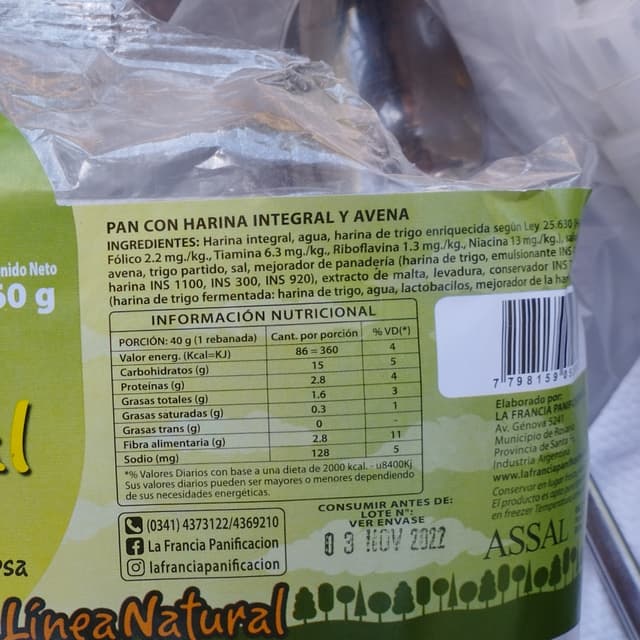 PAN CON HARINA INTEGRAL Y AVENA
INGREDIENTES: Harina integral, agua, harina de trigo enriquecida según Ley 25.630
Fólico 2.2 mg./kg., Tiamina 6.3 mg./kg., Riboflavina 1.3 mg./kg., Niacina 13 mg./kg.),
avena, trigo partido, sal, mejorador de panadería (harina de trigo, emulsionante INS
harina INS 1100, INS 300, INS 920), extracto de malta, levadura, conservador INS
(harina de trigo fermentada: harina de trigo, agua, lactobacilos, mejorador de la
Neto
0 g
INFORMACIÓN NUTRICIONAL
PORCIÓN: 40 g (1 rebanada) Cant. por porción % VD(*)
Valor energ. (Kcal=KJ) 86 = 360 4
Carbohidratos (g) 15 5
Proteínas (g) 2.8 4
Grasas totales (g) 1.6 3
Grasas saturadas (g) 0.3 1
Grasas trans (g) 0 -
Fibra alimentaria (g) 2.8 11
Sodio (mg) 128 5
*% Valores Diarios con base a una dieta de 2000 kcal. - u8400Kj
Sus valores diarios pueden ser mayores o menores dependiendo
de sus necesidades energéticas.
(0341) 4373122/4369210
La Francia Panificacion
lafranciapanificacion
CONSUMIR ANTES DE:
LOTE N°:
VER ENVASE
03 NOV 2022
7 798159
Elaborado por:
LA FRANCIA
Av. Génova 5241
Municipio de
Provincia de Santa
Industria Argentina
Conservar en lugar
El producto es apto
en freezer
ASSAL
Línea Natural